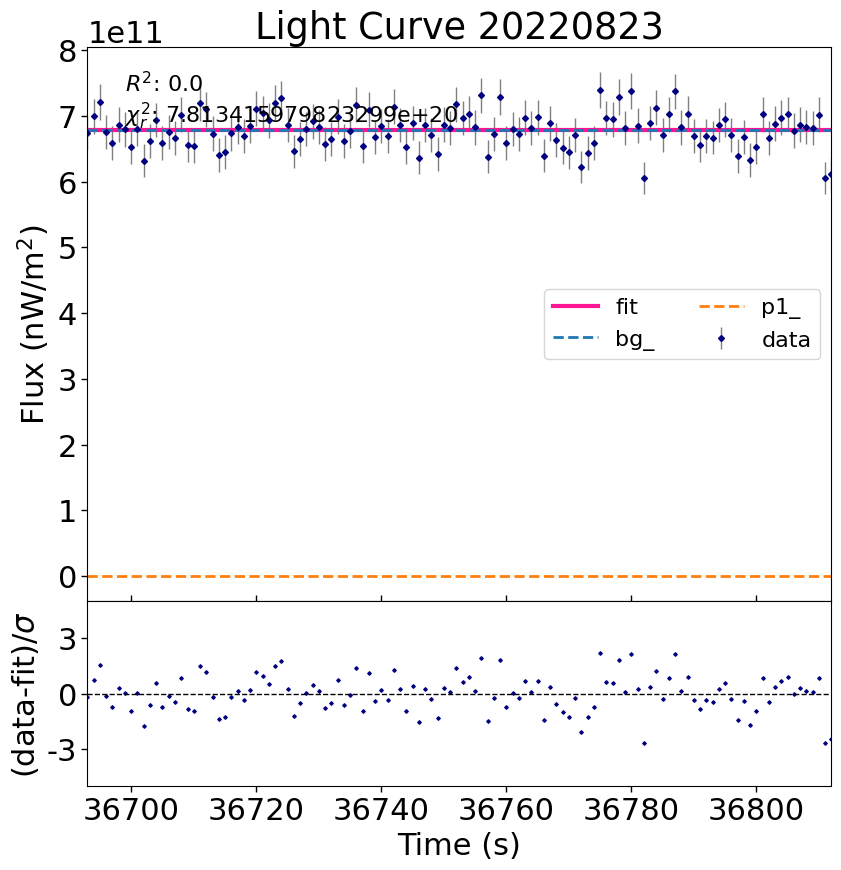 Light Curve 20220823
1e11
R²: 0.0
χ²ᵣ: 7.813415979823299e+20
8
7
6
5
4
3
2
1
0
Flux (nW/m²)
fit
bg_
p1_
data
3
0
-3
(data-fit)/σ
36700 36720 36740 36760 36780 36800
Time (s)